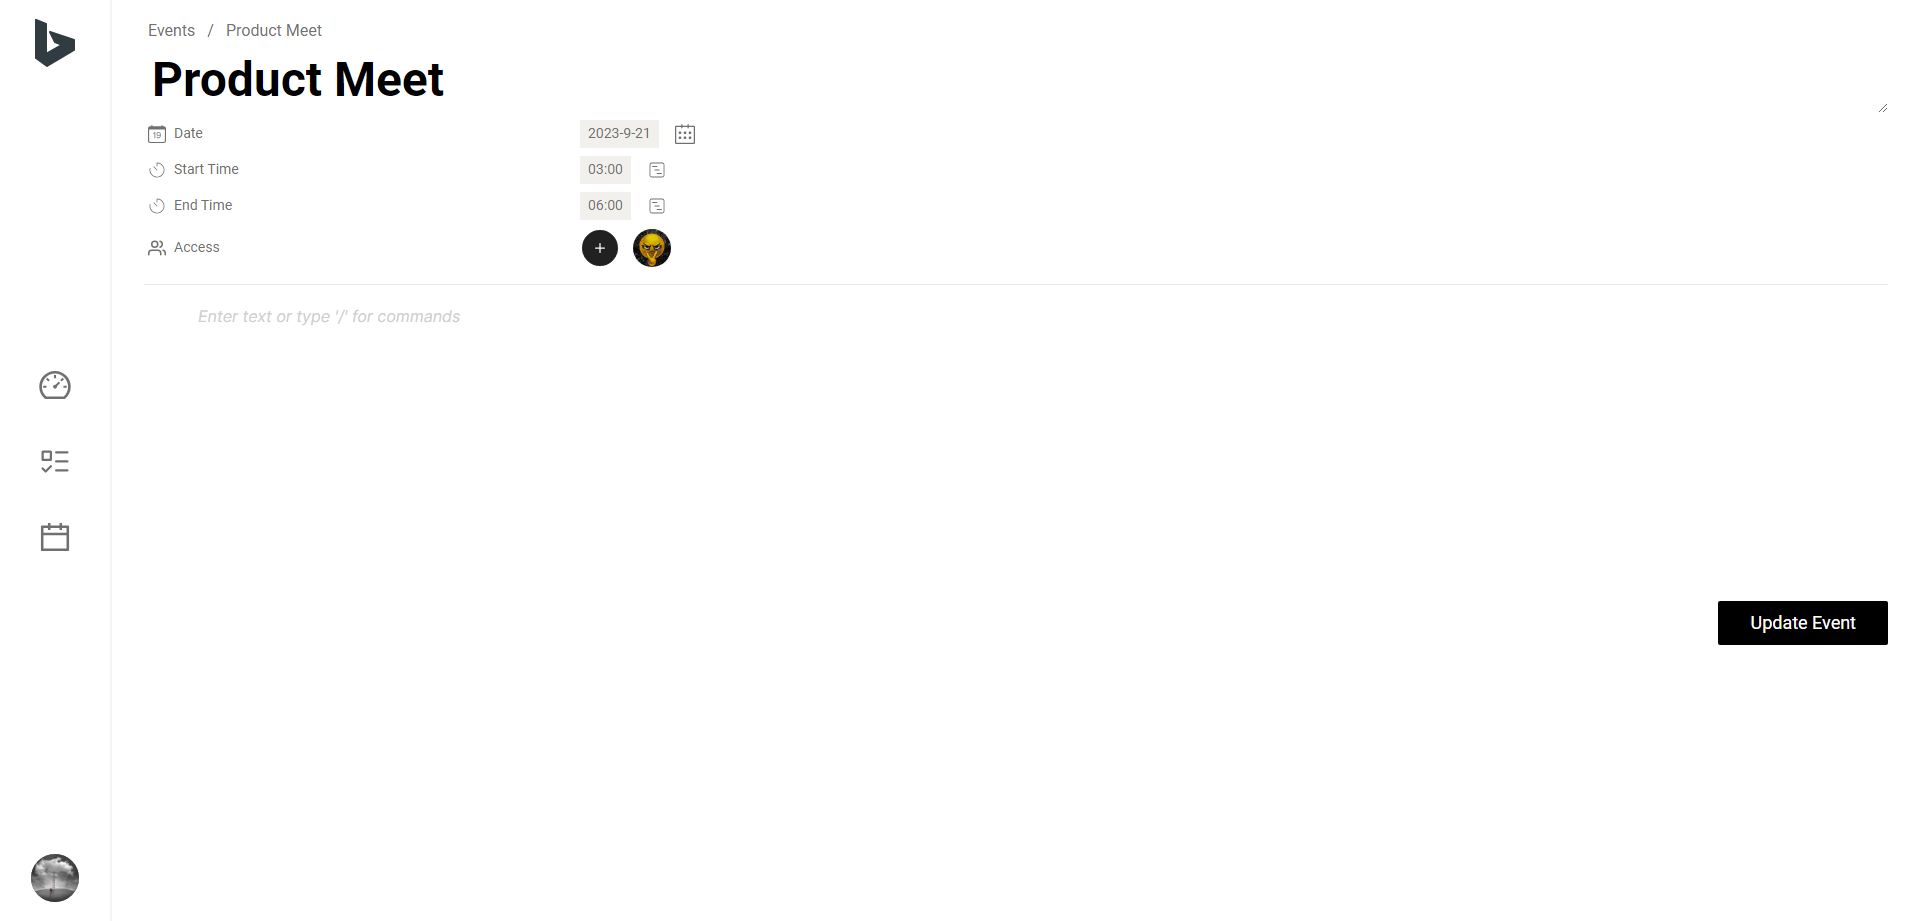 Events / Product Meet
Product Meet
19 Date 2023-9-21
Start Time 03:00
End Time 06:00
Access +
Enter text or type '/' for commands
Update Event